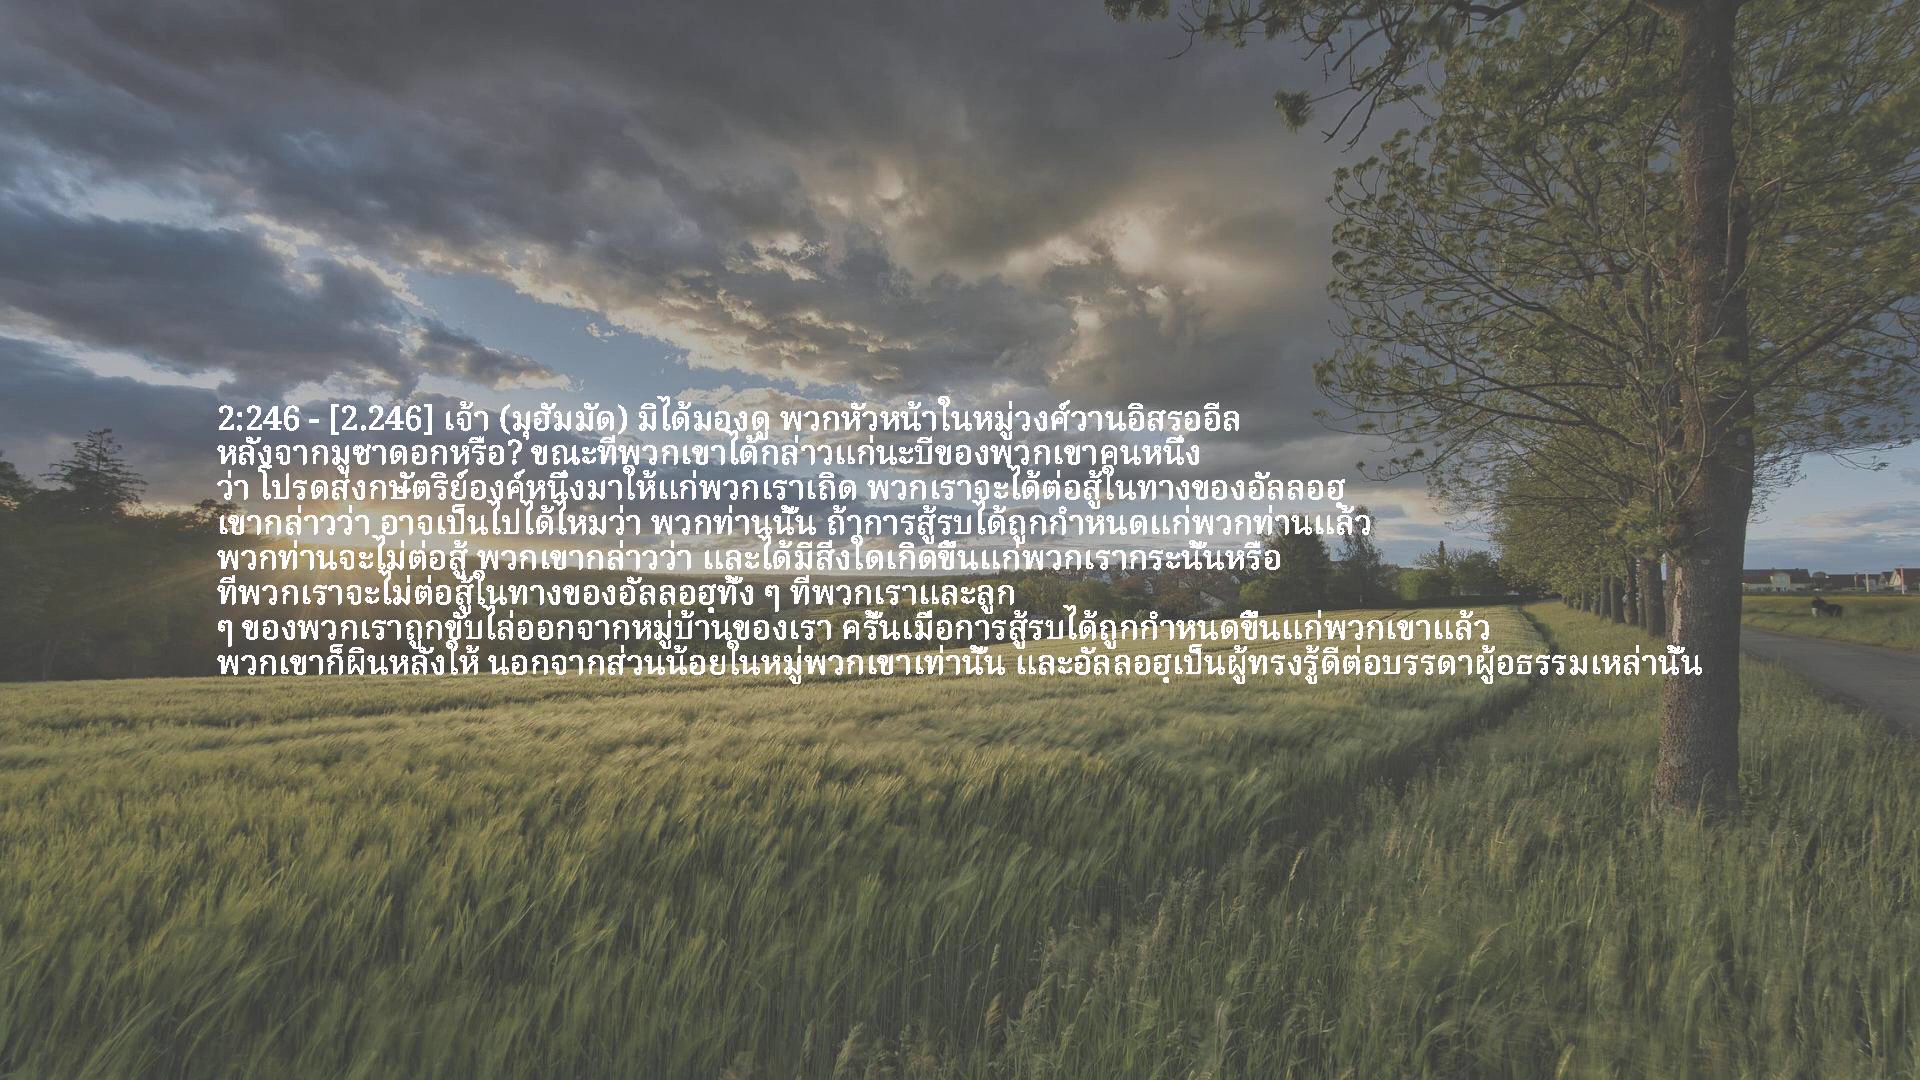 2:246 - [2.246] เจ้า (มุฮัมมัด) มิได้มองดู พวกหัวหน้าในหมู่วงศ์วานอิสรออีล
หลังจากมูซาดอกหรือ? ขณะที่พวกเขาได้กล่าวแก่นะบีของพวกเขาคนหนึ่ง
ว่า โปรดส่งกษัตริย์องค์หนึ่งมาให้แก่พวกเราเถิด พวกเราจะได้ต่อสู้ในทางของอัลลอฮฺ
เขากล่าวว่า อาจเป็นไปได้ไหมว่า พวกท่านนั้น ถ้าการสู้รบได้ถูกกำหนดแก่พวกท่านแล้ว
พวกท่านจะไม่ต่อสู้ พวกเขากล่าวว่า และได้มีสิ่งใดเกิดขึ้นแก่พวกเรากระนั้นหรือ
ที่พวกเราจะไม่ต่อสู้ในทางของอัลลอฮฺทั้ง ๆ ที่พวกเราและลูก
ๆ ของพวกเราถูกขับไล่ออกจากหมู่บ้านของเรา ครั้นเมื่อการสู้รบได้ถูกกำหนดขึ้นแก่พวกเขาแล้ว
พวกเขาก็ผินหลังให้ นอกจากส่วนน้อยในหมู่พวกเขาเท่านั้น และอัลลอฮฺเป็นผู้ทรงรู้ดีต่อบรรดาผู้อธรรมเหล่านั้น